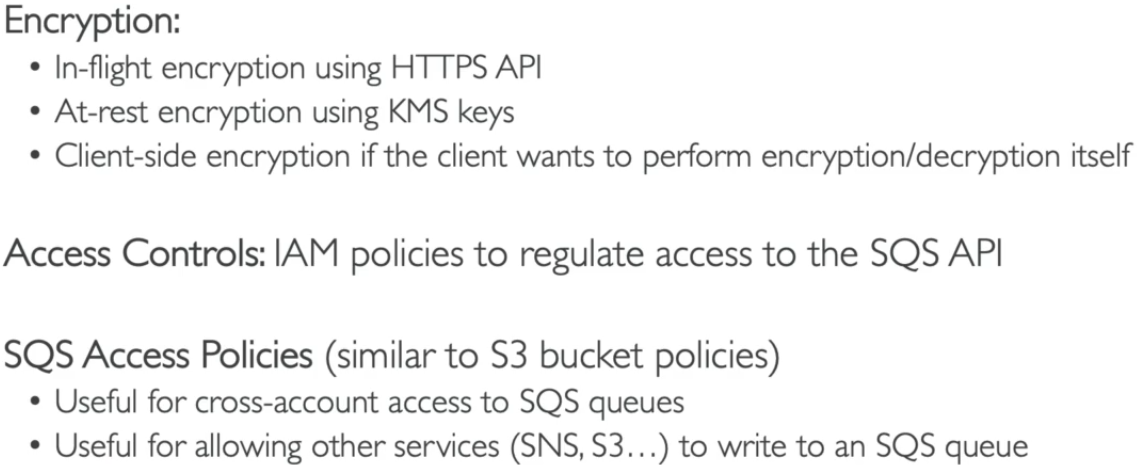 Encryption:
• In-flight encryption using HTTPS API
• At-rest encryption using KMS keys
• Client-side encryption if the client wants to perform encryption/decryption itself
Access Controls: IAM policies to regulate access to the SQS API
SQS Access Policies (similar to S3 bucket policies)
• Useful for cross-account access to SQS queues
• Useful for allowing other services (SNS, S3…) to write to an SQS queue